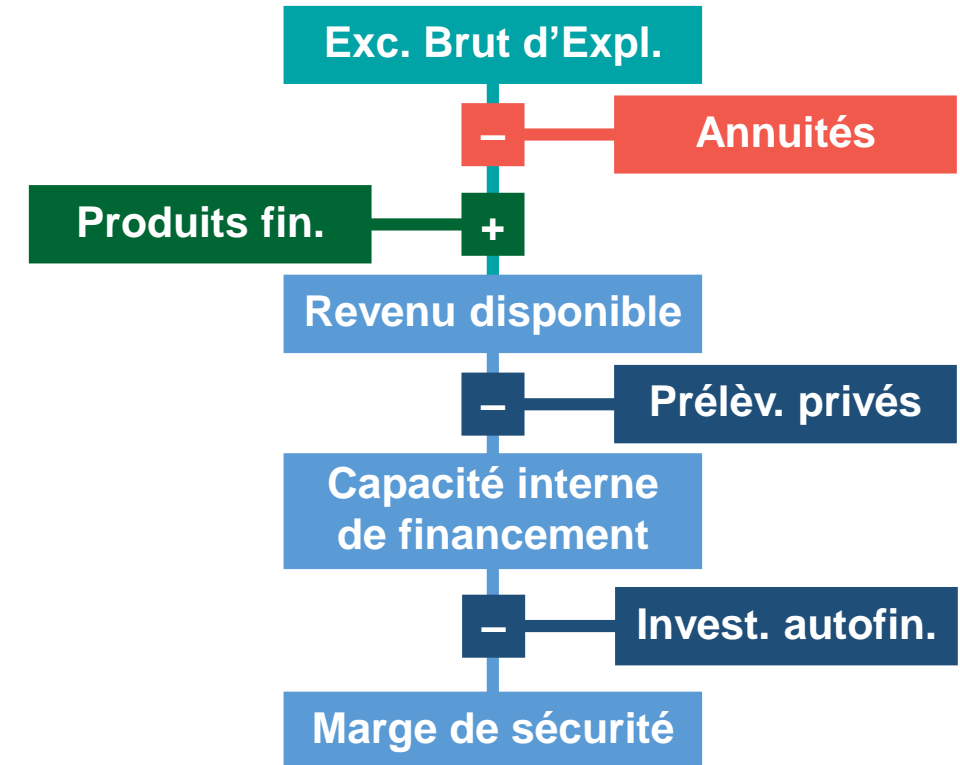 Exc. Brut d’Expl.
–
Annuités
Produits fin.
+
Revenu disponible
–
Prélèv. privés
Capacité interne
de financement
–
Invest. autofin.
Marge de sécurité